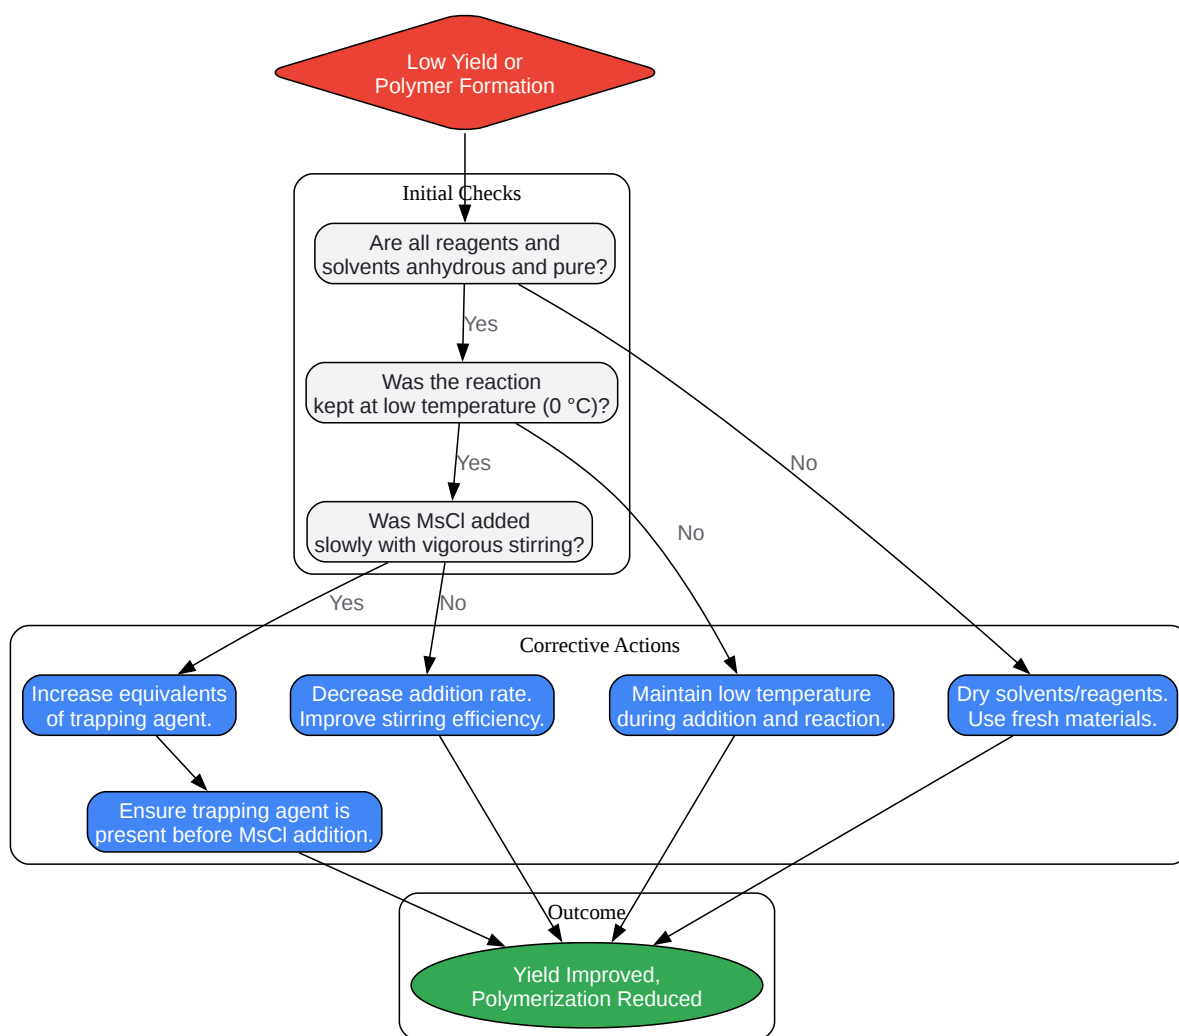 Low Yield or
Polymer Formation
Initial Checks
Are all reagents and
solvents anhydrous and pure?
Yes
Was the reaction
kept at low temperature (0 °C)?
Yes
No
Was MsCl added
slowly with vigorous stirring?
No
Yes
No
Corrective Actions
Increase equivalents
of trapping agent.
Decrease addition rate.
Improve stirring efficiency.
Maintain low temperature
during addition and reaction.
Dry solvents/reagents.
Use fresh materials.
Ensure trapping agent is
present before MsCl addition.
Outcome
Yield Improved,
Polymerization Reduced